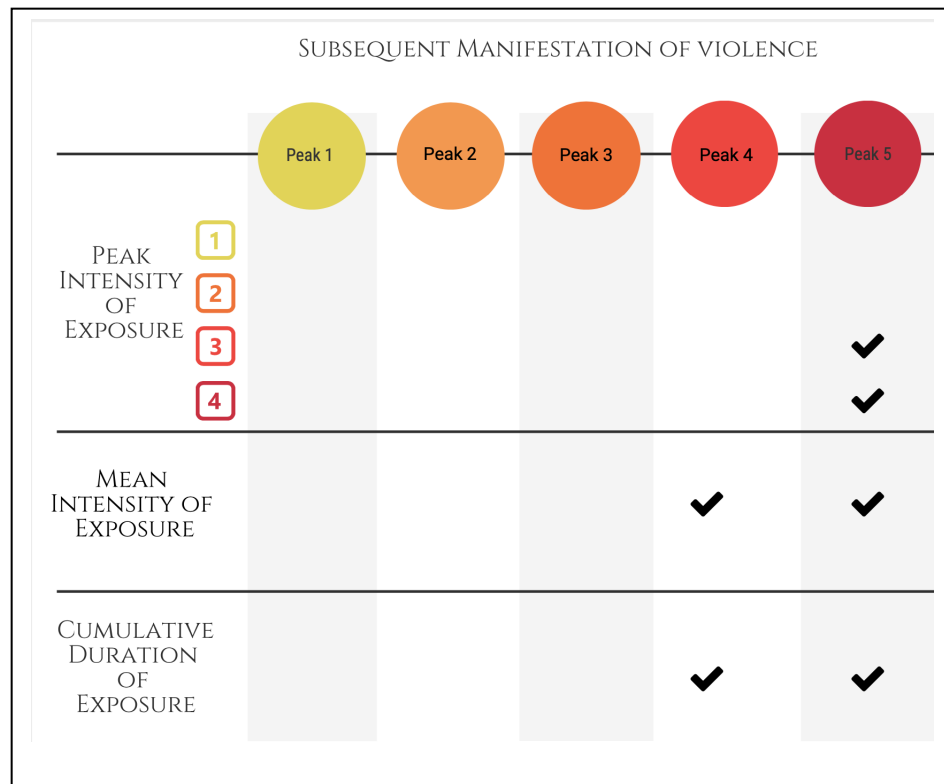 Subsequent Manifestation of violence
Peak 1
Peak 2
Peak 3
Peak 4
Peak 5
Peak
Intensity
of
Exposure
1
2
3
4
Mean
Intensity of
Exposure
Cumulative
Duration
of
Exposure